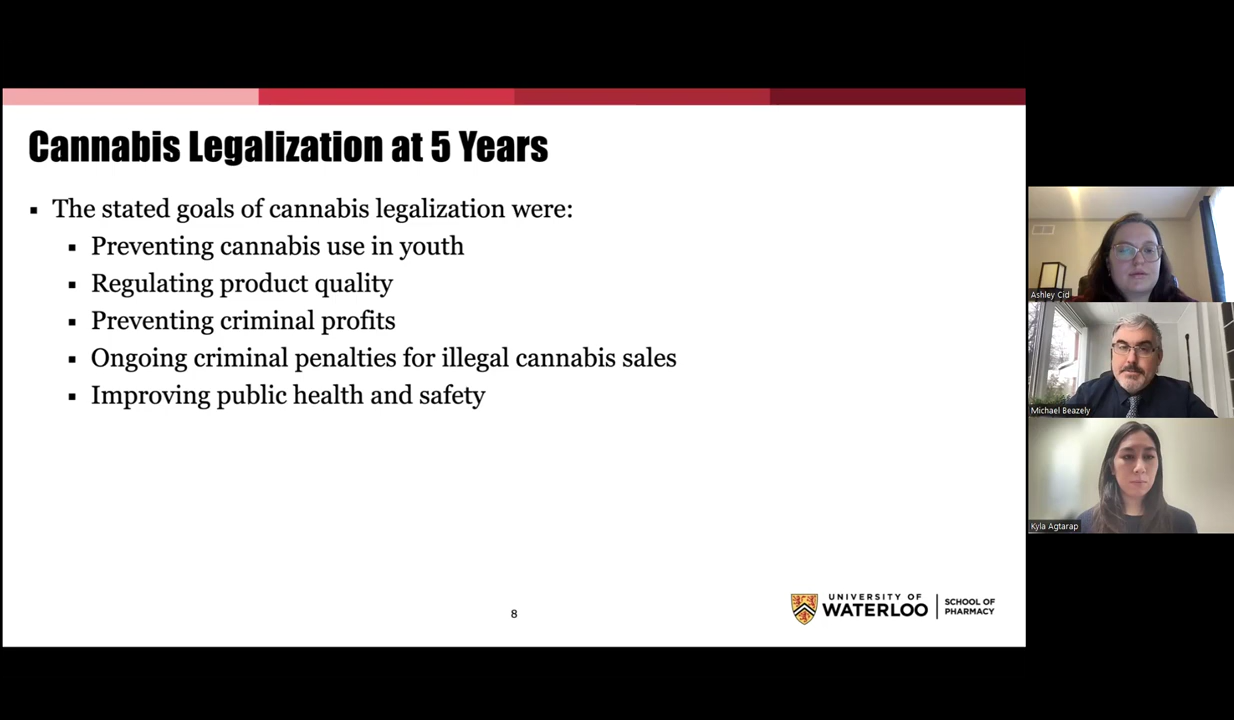 Cannabis Legalization at 5 Years
▪ The stated goals of cannabis legalization were:
▪ Preventing cannabis use in youth
▪ Regulating product quality
▪ Preventing criminal profits
▪ Ongoing criminal penalties for illegal cannabis sales
▪ Improving public health and safety
8
UNIVERSITY OF
WATERLOO
SCHOOL OF
PHARMACY
Ashley Cid
Michael Beazely
Kyla Agtarap